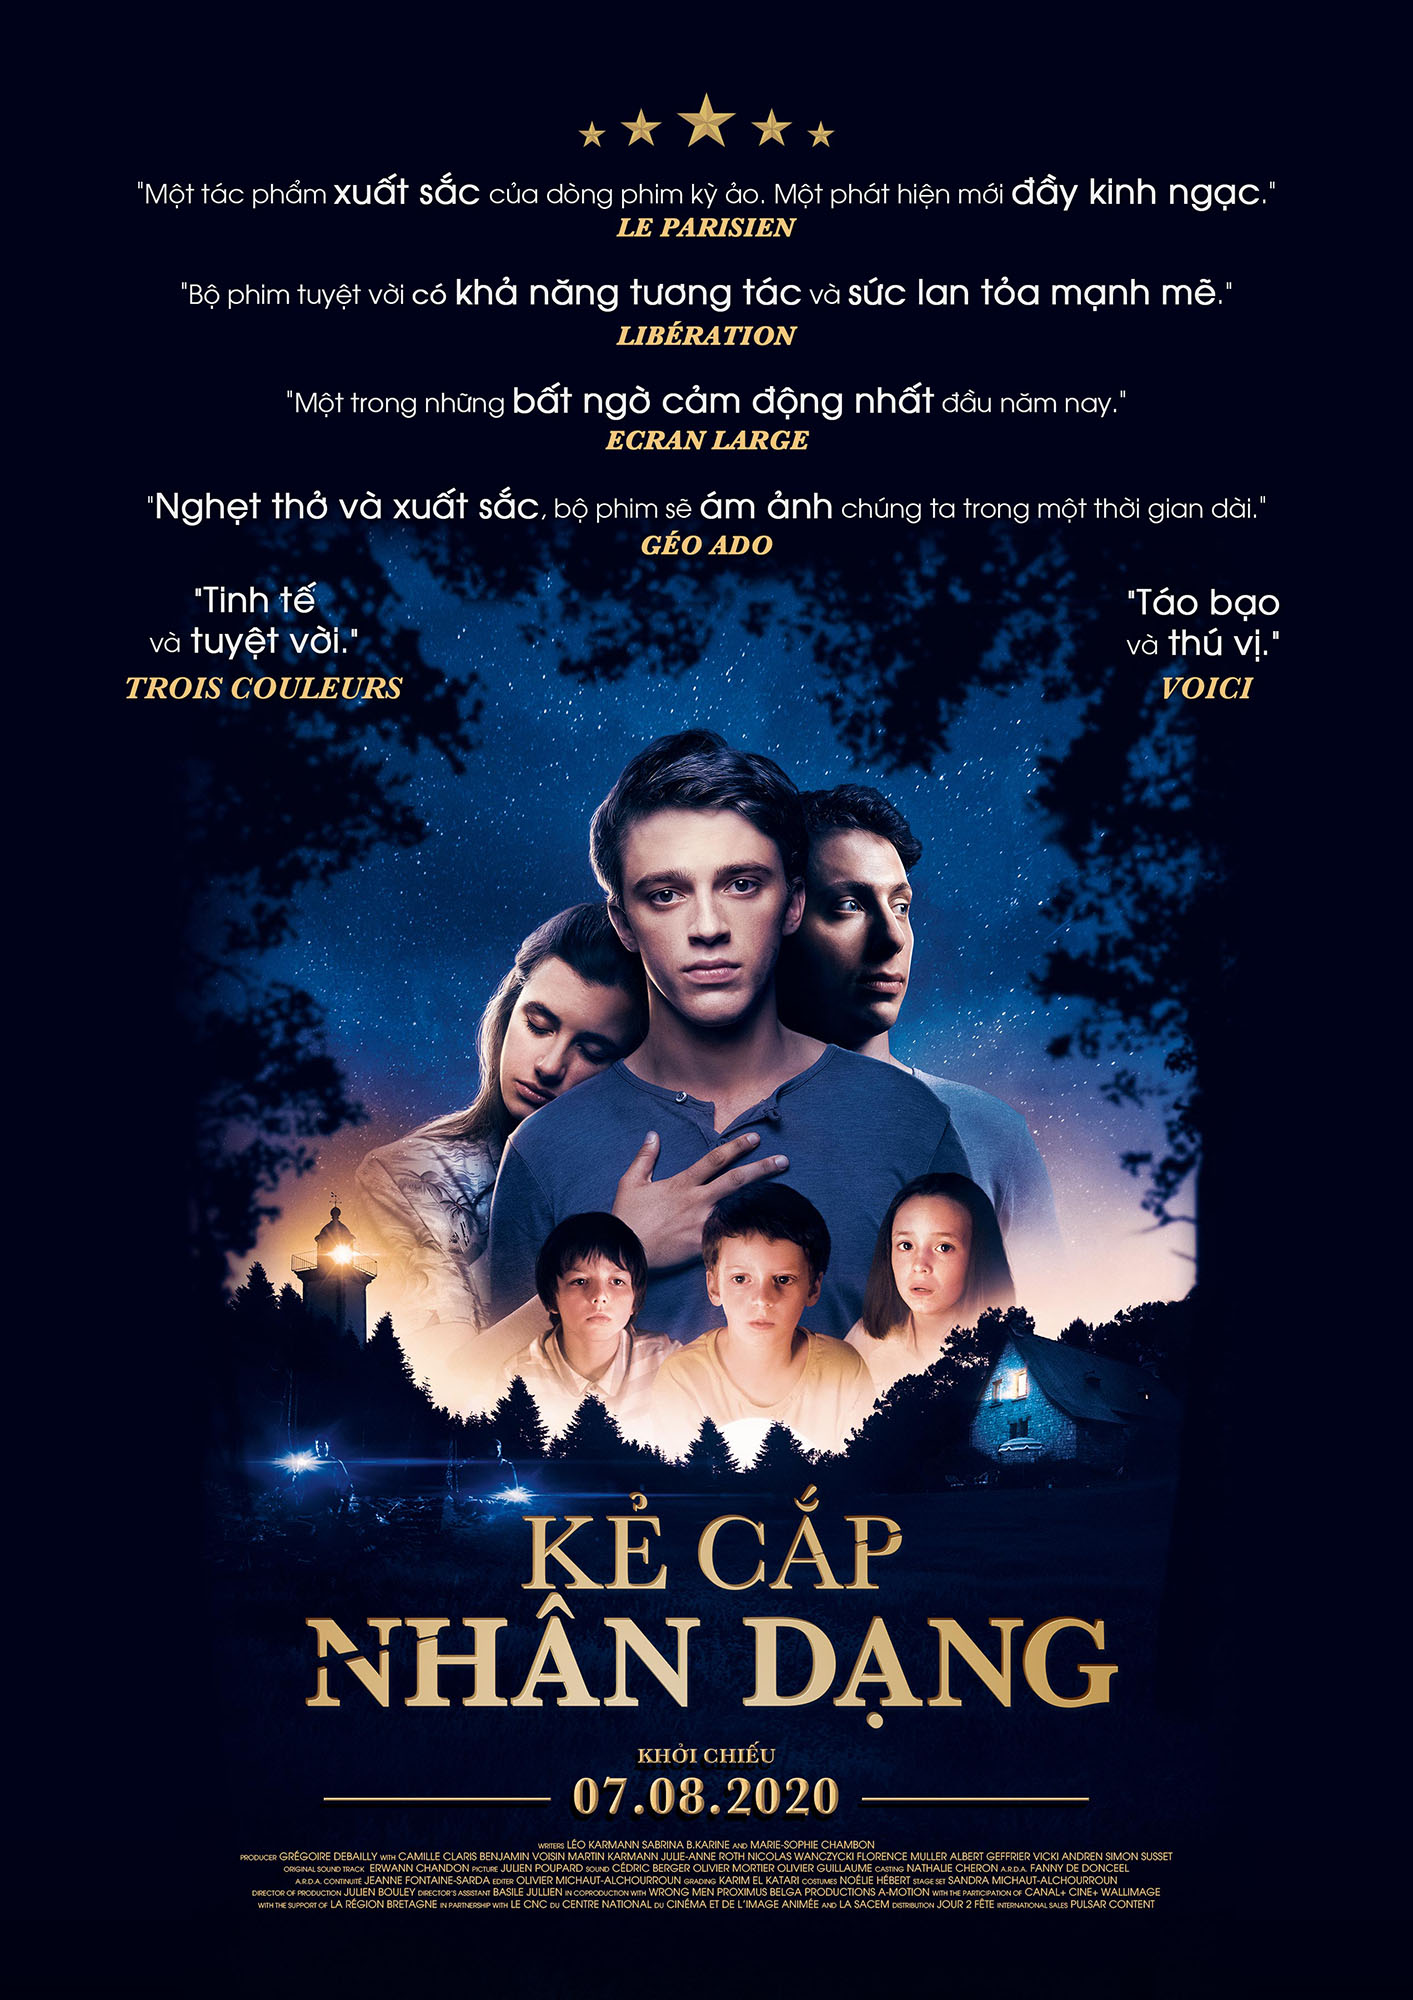 "Một tác phẩm xuất sắc của dòng phim kỳ ảo. Một phát hiện mới đầy kinh ngạc."
LE PARISIEN
"Bộ phim tuyệt vời có khả năng tương tác và sức lan tỏa mạnh mẽ."
LIBÉRATION
"Một trong những bất ngờ cảm động nhất đầu năm nay."
ECRAN LARGE
"Nghẹt thở và xuất sắc, bộ phim sẽ ám ảnh chúng ta trong một thời gian dài."
GÉO ADO
"Tinh tế
và tuyệt vời."
TROIS COULEURS
"Táo bạo
và thú vị."
VOICI
KẺ CẮP
NHÂN DẠNG
KHỞI CHIẾU
07.08.2020
WRITERS LÉO KARMANN SABRINA B.KARINE AND MARIE-SOPHIE CHAMBON
PRODUCER GRÉGOIRE DEBAILLY WITH CAMILLE CLARIS BENJAMIN VOISIN MARTIN KARMANN JULIE-ANNE ROTH NICOLAS WANCZYCKI FLORENCE MULLER ALBERT GEFFRIER VICKI ANDREN SIMON SUSSET
ORIGINAL SOUND TRACK ERWANN CHANDON PICTURE JULIEN POUPARD SOUND CÉDRIC BERGER OLIVIER MORTIER OLIVIER GUILLAUME CASTING NATHALIE CHERON A.R.D.A. FANNY DE DONCEEL
A.R.D.A. CONTINUITÉ JEANNE FONTAINE-SARDA EDITER OLIVIER MICHAUT-ALCHOURROUN GRADING KARIM EL KATARI COSTUMES NOÉLIE HÉBERT STAGE SET SANDRA MICHAUT-ALCHOURROUN
DIRECTOR OF PRODUCTION JULIEN BOULEY DIRECTOR'S ASSISTANT BASILE JULLIEN IN COPRODUCTION WITH WRONG MEN PROXIMUS BELGA PRODUCTIONS A-MOTION WITH THE PARTICIPATION OF CANAL+ CINE+ WALLIMAGE
WITH THE SUPPORT OF LA RÉGION BRETAGNE IN PARTNERSHIP WITH LE CNC DU CENTRE NATIONAL DU CINÉMA ET DE L'IMAGE ANIMÉE AND LA SACEM DISTRIBUTION JOUR 2 FÊTE INTERNATIONAL SALES PULSAR CONTENT